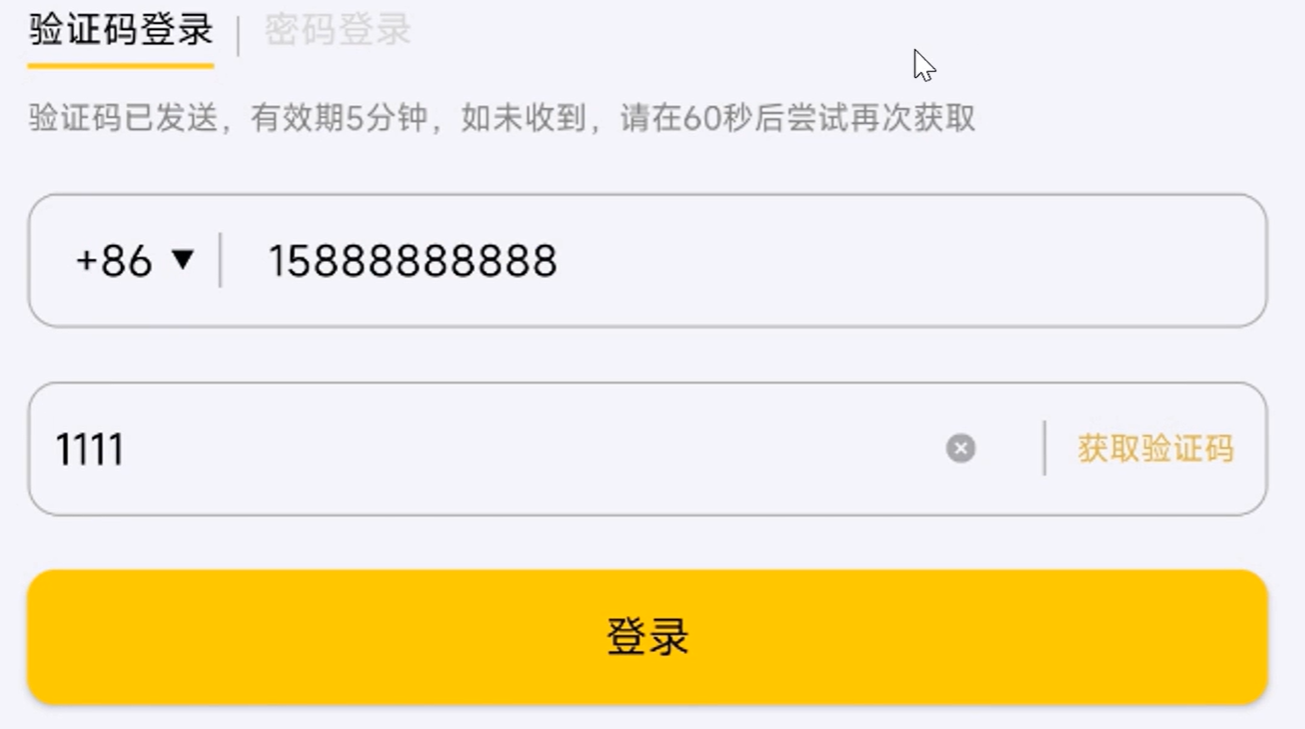 验证码登录 | 密码登录
验证码已发送，有效期5分钟，如未收到，请在60秒后尝试再次获取
+86 ▼ | 15888888888
1111 | 获取验证码
登录